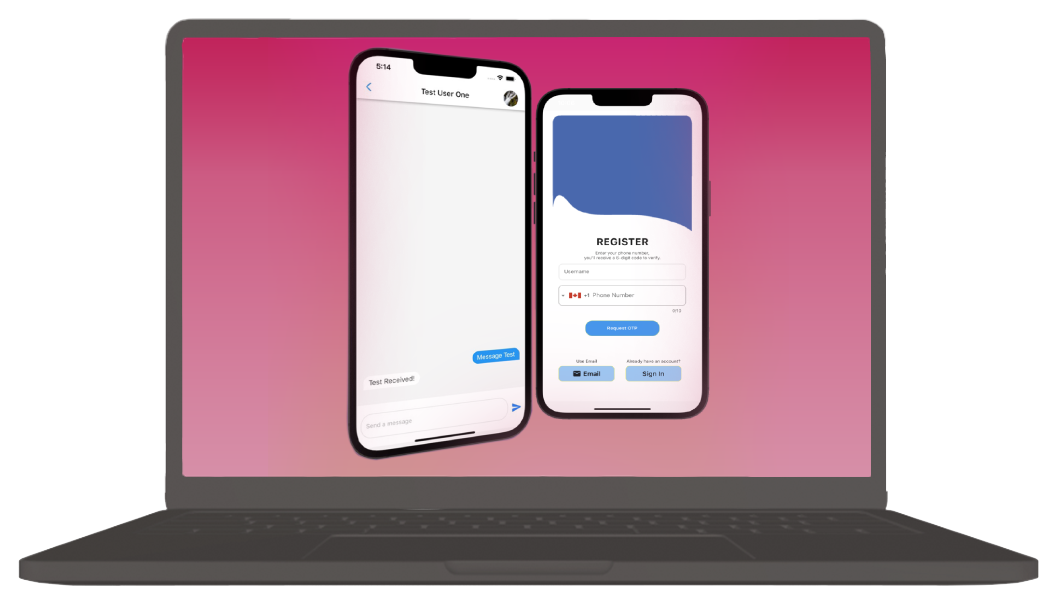 5:14
Test User One
Message Test
Test Received!
Send a message
REGISTER
Enter your phone number,
you'll receive a 6 digit code to verify.
Username
+1 Phone Number
0/10
Request OTP
Use Email
Already have an account?
Email
Sign In